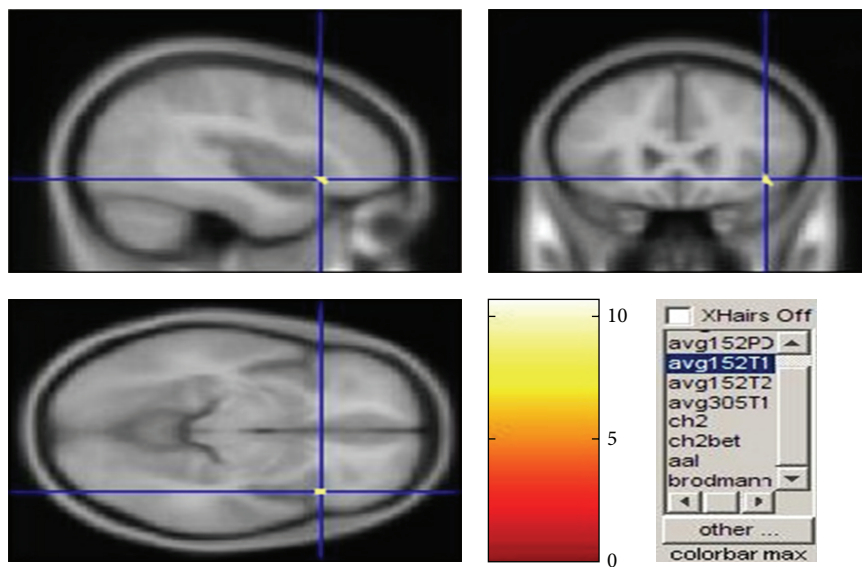 10
5
0
XHairs Off
avg152PD
avg152T1
avg152T2
avg305T1
ch2
ch2bet
aal
brodmann
other ...
colorbar max